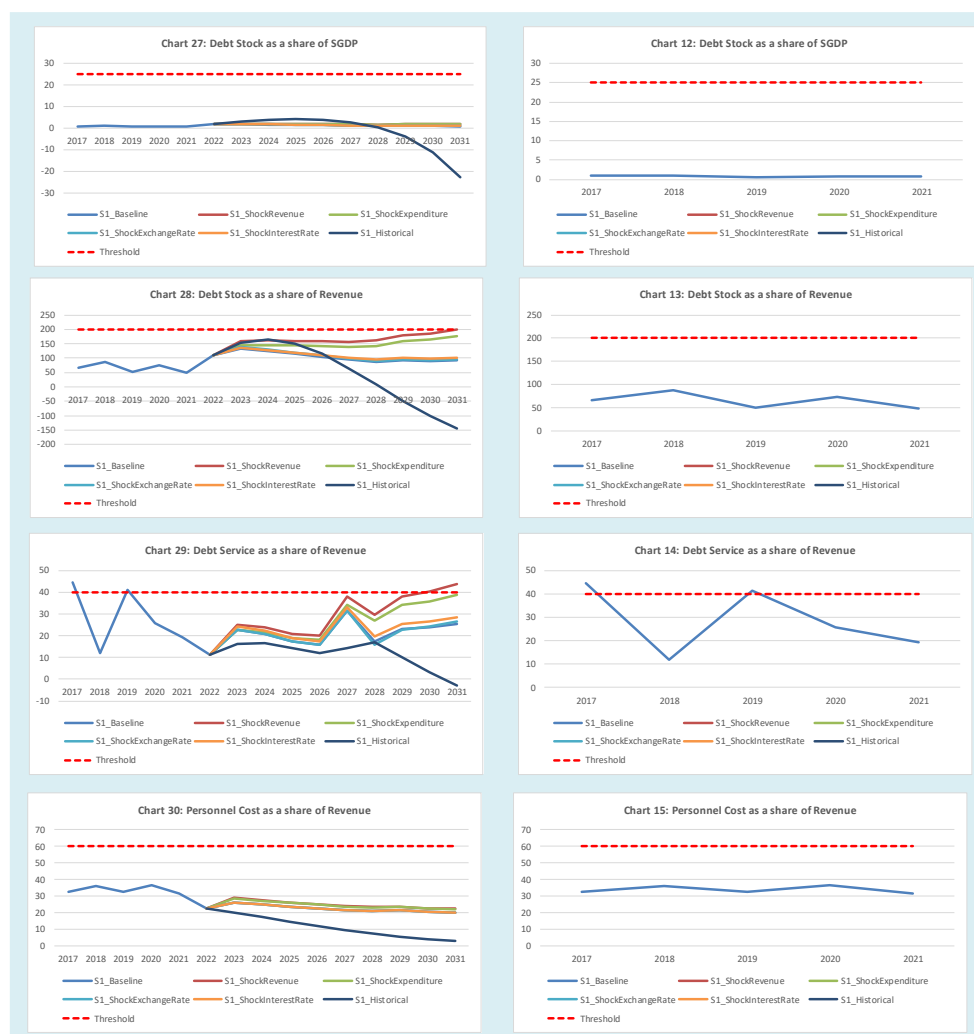 Chart 27: Debt Stock as a share of SGDP
30
20
10
0
-10
-20
-30
2017 2018 2019 2020 2021 2022 2023 2024 2025 2026 2027 2028 2029 2030 2031
S1_Baseline S1_ShockRevenue S1_ShockExpenditure
S1_ShockExchangeRate S1_ShockInterestRate S1_Historical
Threshold
Chart 12: Debt Stock as a share of SGDP
30
25
20
25
10
5
0
2017 2018 2019 2020 2021
S1_Baseline S1_ShockRevenue S1_ShockExpenditure
S1_ShockExchangeRate S1_ShockInterestRate S1_Historical
Threshold
Chart 28: Debt Stock as a share of Revenue
250
200
150
100
50
0
-50
-100
-150
-200
2017 2018 2019 2020 2021 2022 2023 2024 2025 2026 2027 2028 2029 2030 2031
S1_Baseline S1_ShockRevenue S1_ShockExpenditure
S1_ShockExchangeRate S1_ShockInterestRate S1_Historical
Threshold
Chart 13: Debt Stock as a share of Revenue
250
200
150
100
50
0
2017 2018 2019 2020 2021
S1_Baseline S1_ShockRevenue S1_ShockExpenditure
S1_ShockExchangeRate S1_ShockInterestRate S1_Historical
Threshold
Chart 29: Debt Service as a share of Revenue
50
40
30
20
10
0
-10
2017 2018 2019 2020 2021 2022 2023 2024 2025 2026 2027 2028 2029 2030 2031
S1_Baseline S1_ShockRevenue S1_ShockExpenditure
S1_ShockExchangeRate S1_ShockInterestRate S1_Historical
Threshold
Chart 14: Debt Service as a share of Revenue
50
40
30
20
10
0
2017 2018 2019 2020 2021
S1_Baseline S1_ShockRevenue S1_ShockExpenditure
S1_ShockExchangeRate S1_ShockInterestRate S1_Historical
Threshold
Chart 30: Personnel Cost as a share of Revenue
70
60
50
40
30
20
10
0
2017 2018 2019 2020 2021 2022 2023 2024 2025 2026 2027 2028 2029 2030 2031
S1_Baseline S1_ShockRevenue S1_ShockExpenditure
S1_ShockExchangeRate S1_ShockInterestRate S1_Historical
Threshold
Chart 15: Personnel Cost as a share of Revenue
70
60
50
40
30
20
10
0
2017 2018 2019 2020 2021
S1_Baseline S1_ShockRevenue S1_ShockExpenditure
S1_ShockExchangeRate S1_ShockInterestRate S1_Historical
Threshold